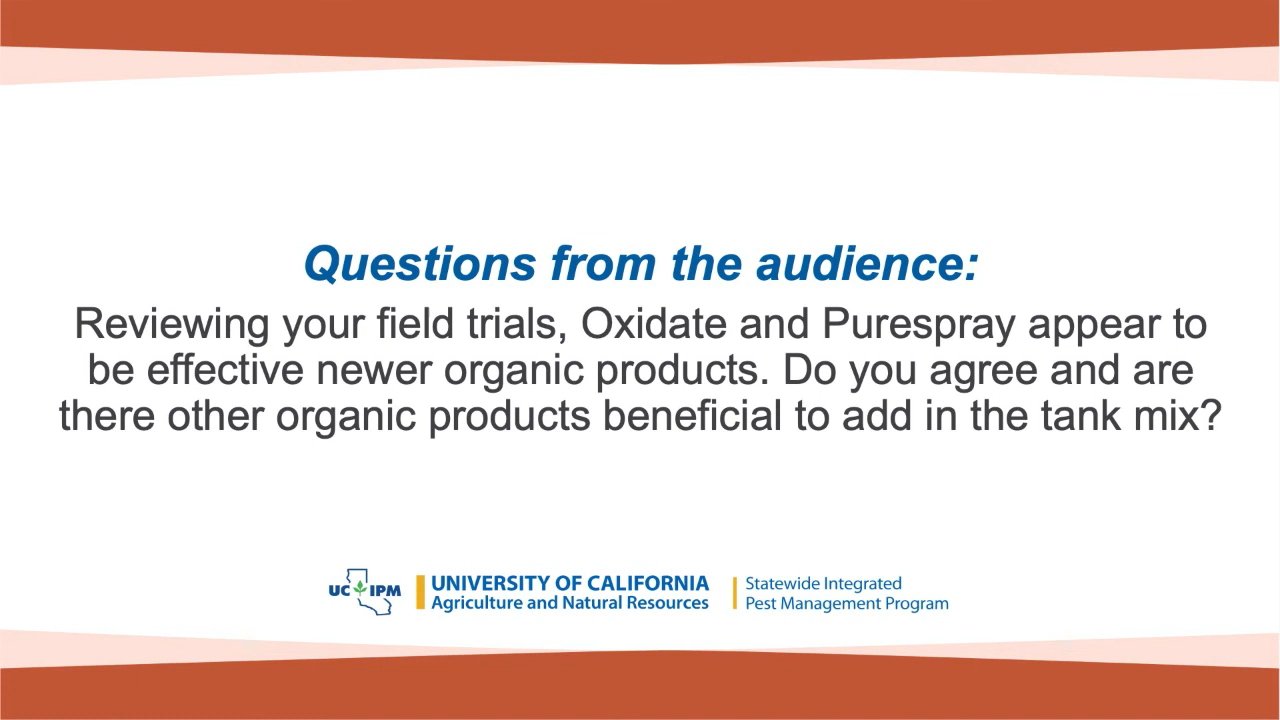 Questions from the audience:
Reviewing your field trials, Oxidate and Purespray appear to
be effective newer organic products. Do you agree and are
there other organic products beneficial to add in the tank mix?
UC IPM
UNIVERSITY OF CALIFORNIA
Agriculture and Natural Resources
Statewide Integrated
Pest Management Program